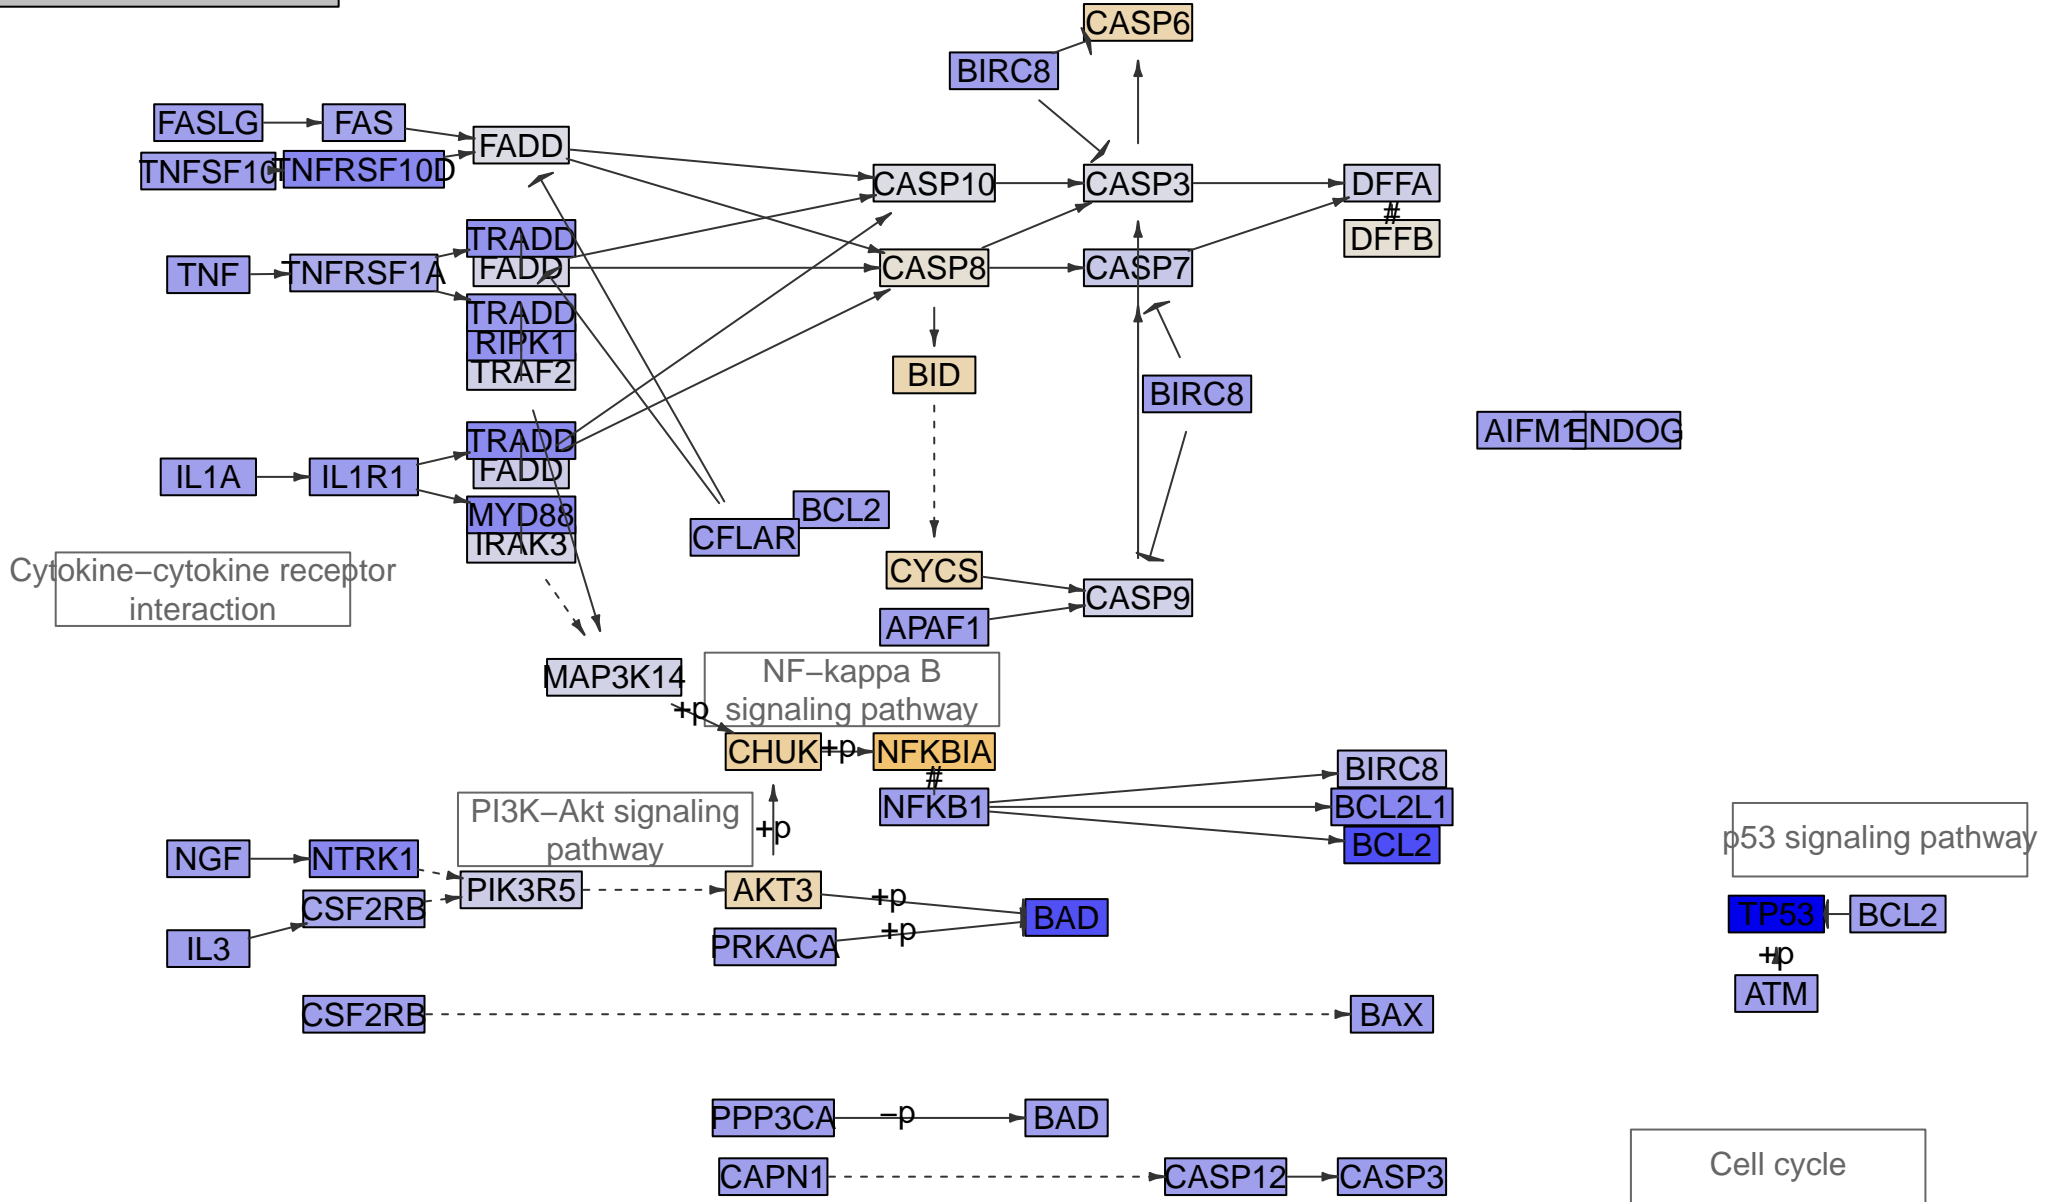 CASP6
BIRC8
FASLG
FAS
FADD
TNFSF10
TNFRSF10D
CASP10
CASP3
DFFA
#
DFFB
TRADD
FADD
TNF
TNFRSF1A
CASP8
CASP7
TRADD
RIPK1
TRAF2
BID
BIRC8
AIFM1
ENDOG
TRADD
FADD
IL1A
IL1R1
MYD88
IRAK3
BCL2
CFLAR
Cytokine−cytokine receptor
interaction
CYCS
CASP9
APAF1
MAP3K14
NF−kappa B
signaling pathway
+p
CHUK
+p
NFKBIA
#
NFKB1
BIRC8
BCL2L1
BCL2
PI3K−Akt signaling
pathway
+p
p53 signaling pathway
NGF
NTRK1
PIK3R5
AKT3
+p
CSF2RB
IL3
BAD
+p
PRKACA
TP53
BCL2
+p
ATM
CSF2RB
BAX
PPP3CA
−p
BAD
CAPN1
CASP12
CASP3
Cell cycle